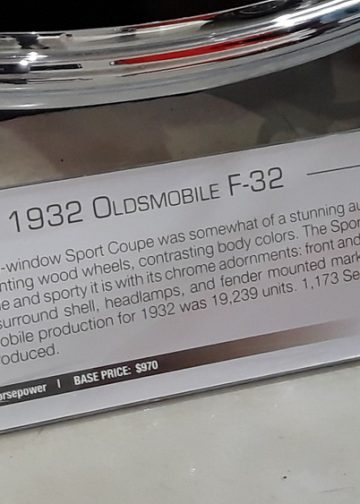 1932 OLDSMOBILE F-32
-window Sport Coupe was somewhat of a stunning au
nting wood wheels, contrasting body colors. The Spor
e and sporty it is with its chrome adornments: front and
surround shell, headlamps, and fender mounted mark
obile production for 1932 was 19,239 units. 1,173 Se
oduced.
orsepower | BASE PRICE: $970